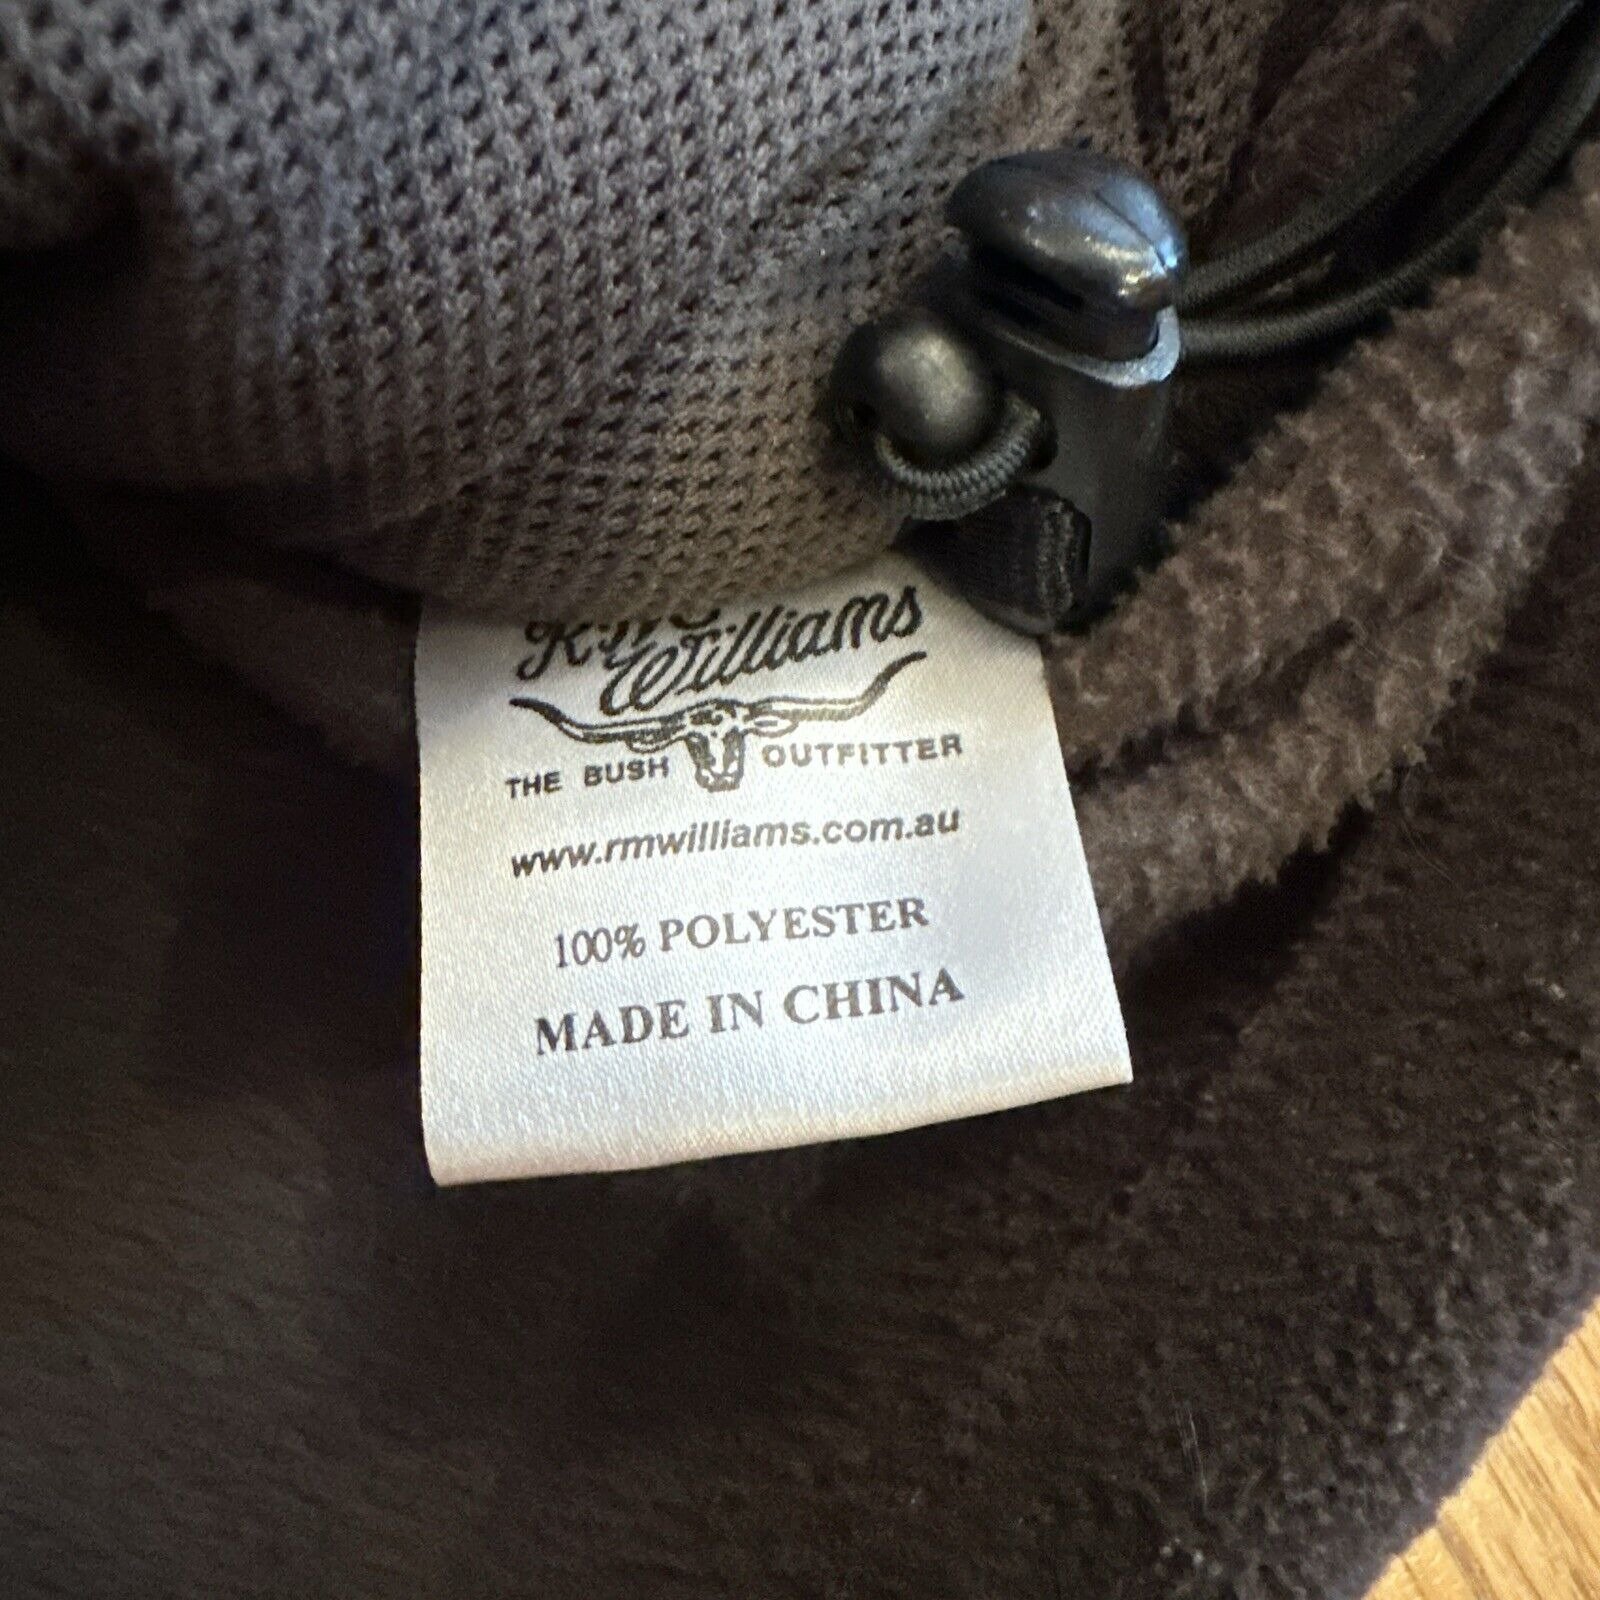 R.M. Williams
THE BUSH OUTFITTER
www.rmwilliams.com.au
100% POLYESTER
MADE IN CHINA